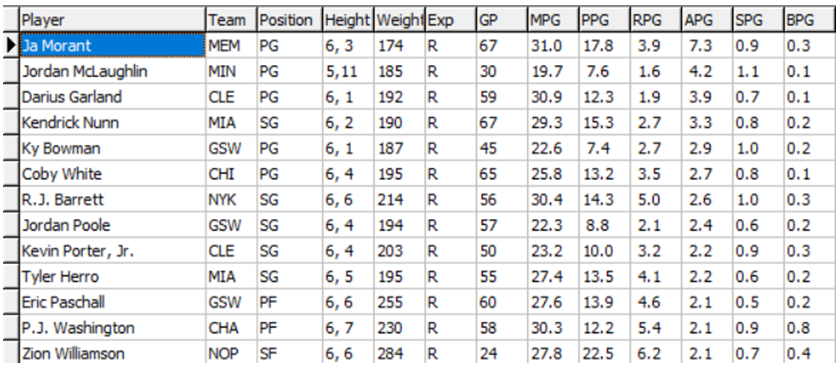 Player Team Position Height Weight Exp GP MPG PPG RPG APG SPG BPG
Ja Morant MEM PG 6, 3 174 R 67 31.0 17.8 3.9 7.3 0.9 0.3
Jordan McLaughlin MIN PG 5,11 185 R 30 19.7 7.6 1.6 4.2 1.1 0.1
Darius Garland CLE PG 6, 1 192 R 59 30.9 12.3 1.9 3.9 0.7 0.1
Kendrick Nunn MIA SG 6, 2 190 R 67 29.3 15.3 2.7 3.3 0.8 0.2
Ky Bowman GSW PG 6, 1 187 R 45 22.6 7.4 2.7 2.9 1.0 0.2
Coby White CHI PG 6, 4 195 R 65 25.8 13.2 3.5 2.7 0.8 0.1
R.J. Barrett NYK SG 6, 6 214 R 56 30.4 14.3 5.0 2.6 1.0 0.3
Jordan Poole GSW SG 6, 4 194 R 57 22.3 8.8 2.1 2.4 0.6 0.2
Kevin Porter, Jr. CLE SG 6, 4 203 R 50 23.2 10.0 3.2 2.2 0.9 0.3
Tyler Herro MIA SG 6, 5 195 R 55 27.4 13.5 4.1 2.2 0.6 0.2
Eric Paschall GSW PF 6, 6 255 R 60 27.6 13.9 4.6 2.1 0.5 0.2
P.J. Washington CHA PF 6, 7 230 R 58 30.3 12.2 5.4 2.1 0.9 0.8
Zion Williamson NOP SF 6, 6 284 R 24 27.8 22.5 6.2 2.1 0.7 0.4